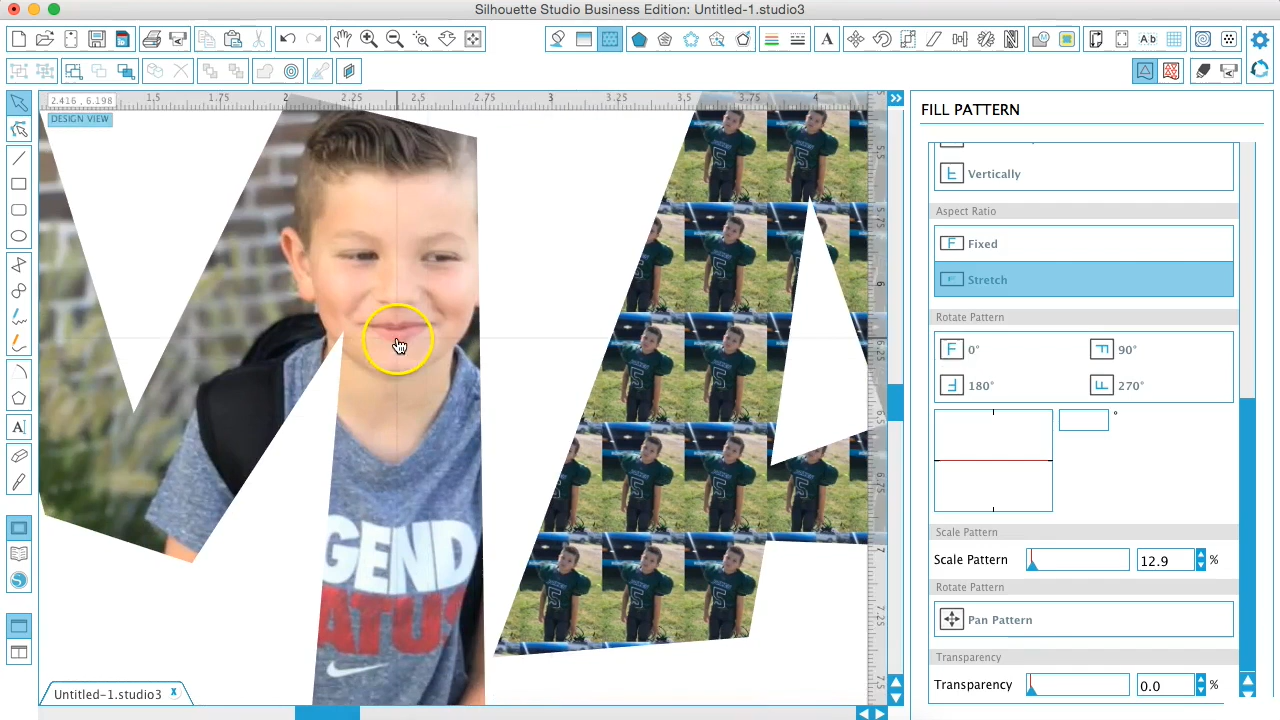 Silhouette Studio Business Edition: Untitled-1.studio3
2.416 , 6.198
1.5 1.75 2 2.25 2.5 2.75 3 3.25 3.5 3.75 4
DESIGN VIEW
FILL PATTERN
Vertically
Aspect Ratio
Fixed
Stretch
Rotate Pattern
0° 90°
180° 270°
°
Scale Pattern
Scale Pattern 12.9 %
Rotate Pattern
Pan Pattern
Transparency
Transparency 0.0 %
GEND
ATU
Untitled-1.studio3 x